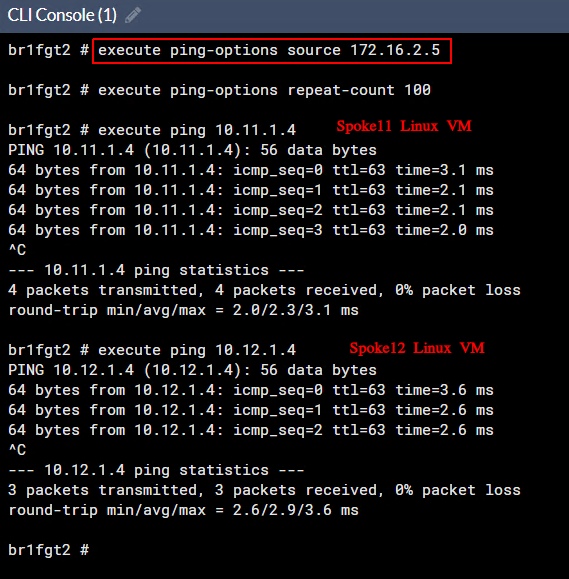 CLI Console (1)
br1fgt2 # execute ping-options source 172.16.2.5
br1fgt2 # execute ping-options repeat-count 100
br1fgt2 # execute ping 10.11.1.4 Spoke11 Linux VM
PING 10.11.1.4 (10.11.1.4): 56 data bytes
64 bytes from 10.11.1.4: icmp_seq=0 ttl=63 time=3.1 ms
64 bytes from 10.11.1.4: icmp_seq=1 ttl=63 time=2.1 ms
64 bytes from 10.11.1.4: icmp_seq=2 ttl=63 time=2.1 ms
64 bytes from 10.11.1.4: icmp_seq=3 ttl=63 time=2.0 ms
^C
--- 10.11.1.4 ping statistics ---
4 packets transmitted, 4 packets received, 0% packet loss
round-trip min/avg/max = 2.0/2.3/3.1 ms
br1fgt2 # execute ping 10.12.1.4 Spoke12 Linux VM
PING 10.12.1.4 (10.12.1.4): 56 data bytes
64 bytes from 10.12.1.4: icmp_seq=0 ttl=63 time=3.6 ms
64 bytes from 10.12.1.4: icmp_seq=1 ttl=63 time=2.6 ms
64 bytes from 10.12.1.4: icmp_seq=2 ttl=63 time=2.6 ms
^C
--- 10.12.1.4 ping statistics ---
3 packets transmitted, 3 packets received, 0% packet loss
round-trip min/avg/max = 2.6/2.9/3.6 ms
br1fgt2 #